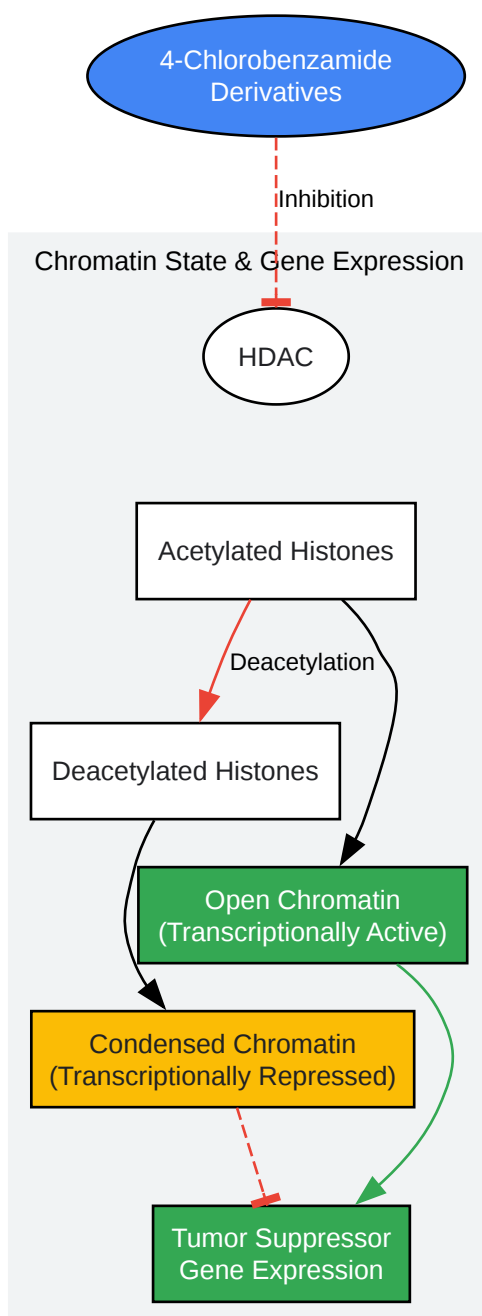 4-Chlorobenzamide
Derivatives
Inhibition
Chromatin State & Gene Expression
HDAC
Acetylated Histones
Deacetylation
Deacetylated Histones
Open Chromatin
(Transcriptionally Active)
Condensed Chromatin
(Transcriptionally Repressed)
Tumor Suppressor
Gene Expression